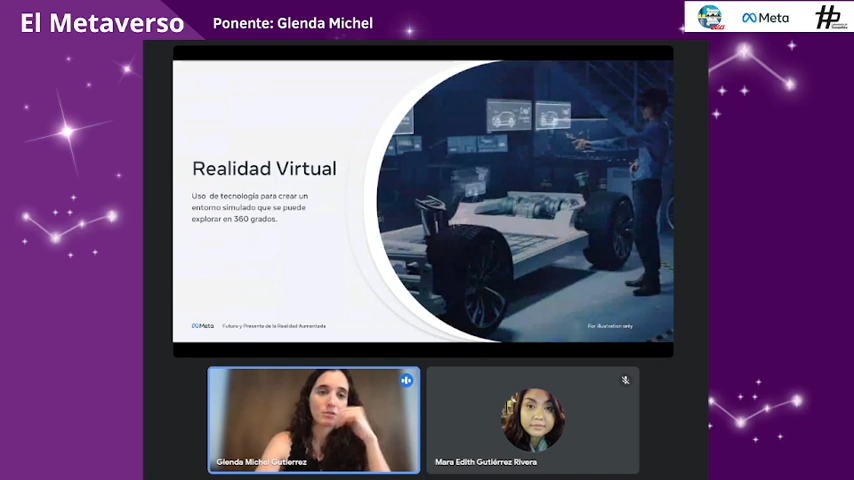 El Metaverso
Ponente: Glenda Michel
Meta
Realidad Virtual
Uso de tecnología para crear un
entorno simulado que se puede
explorar en 360 grados.
Meta Futuro y Presente de la Realidad Aumentada
For illustration only
Glenda Michel Gutierrez
Mara Edith Gutiérrez Rivera